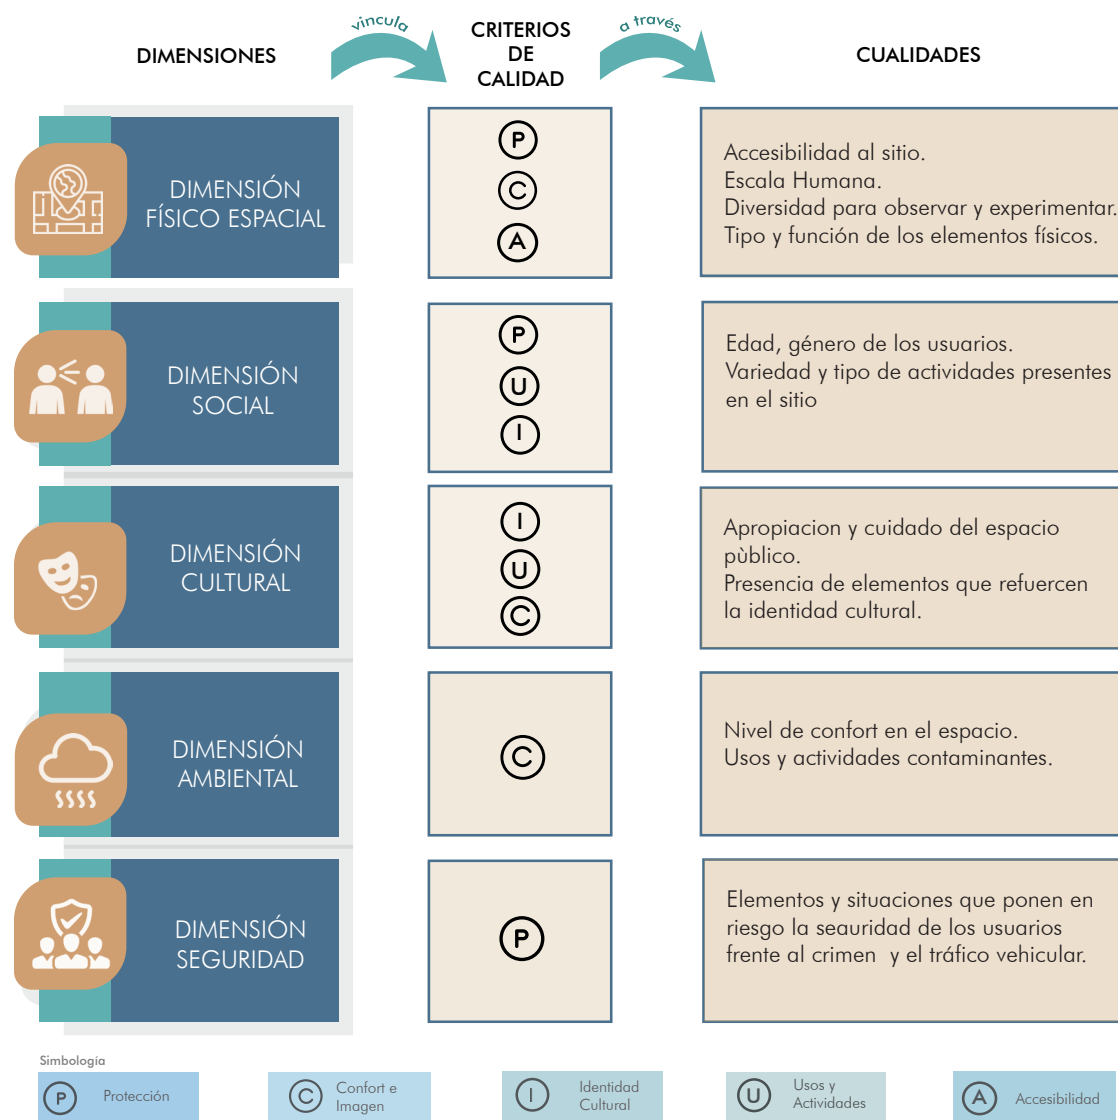 DIMENSIONES
vincula
CRITERIOS
DE
CALIDAD
a través
CUALIDADES
DIMENSIÓN
FÍSICO ESPACIAL
P
C
A
Accesibilidad al sitio.
Escala Humana.
Diversidad para observar y experimentar.
Tipo y función de los elementos físicos.
DIMENSIÓN
SOCIAL
P
U
I
Edad, género de los usuarios.
Variedad y tipo de actividades presentes
en el sitio
DIMENSIÓN
CULTURAL
I
U
C
Apropiacion y cuidado del espacio
pùblico.
Presencia de elementos que refuercen
la identidad cultural.
DIMENSIÓN
AMBIENTAL
C
Nivel de confort en el espacio.
Usos y actividades contaminantes.
DIMENSIÓN
SEGURIDAD
P
Elementos y situaciones que ponen en
riesgo la seauridad de los usuarios
frente al crimen y el tráfico vehicular.
Simbología
P Protección
C Confort e
Imagen
I Identidad
Cultural
U Usos y
Actividades
A Accesibilidad